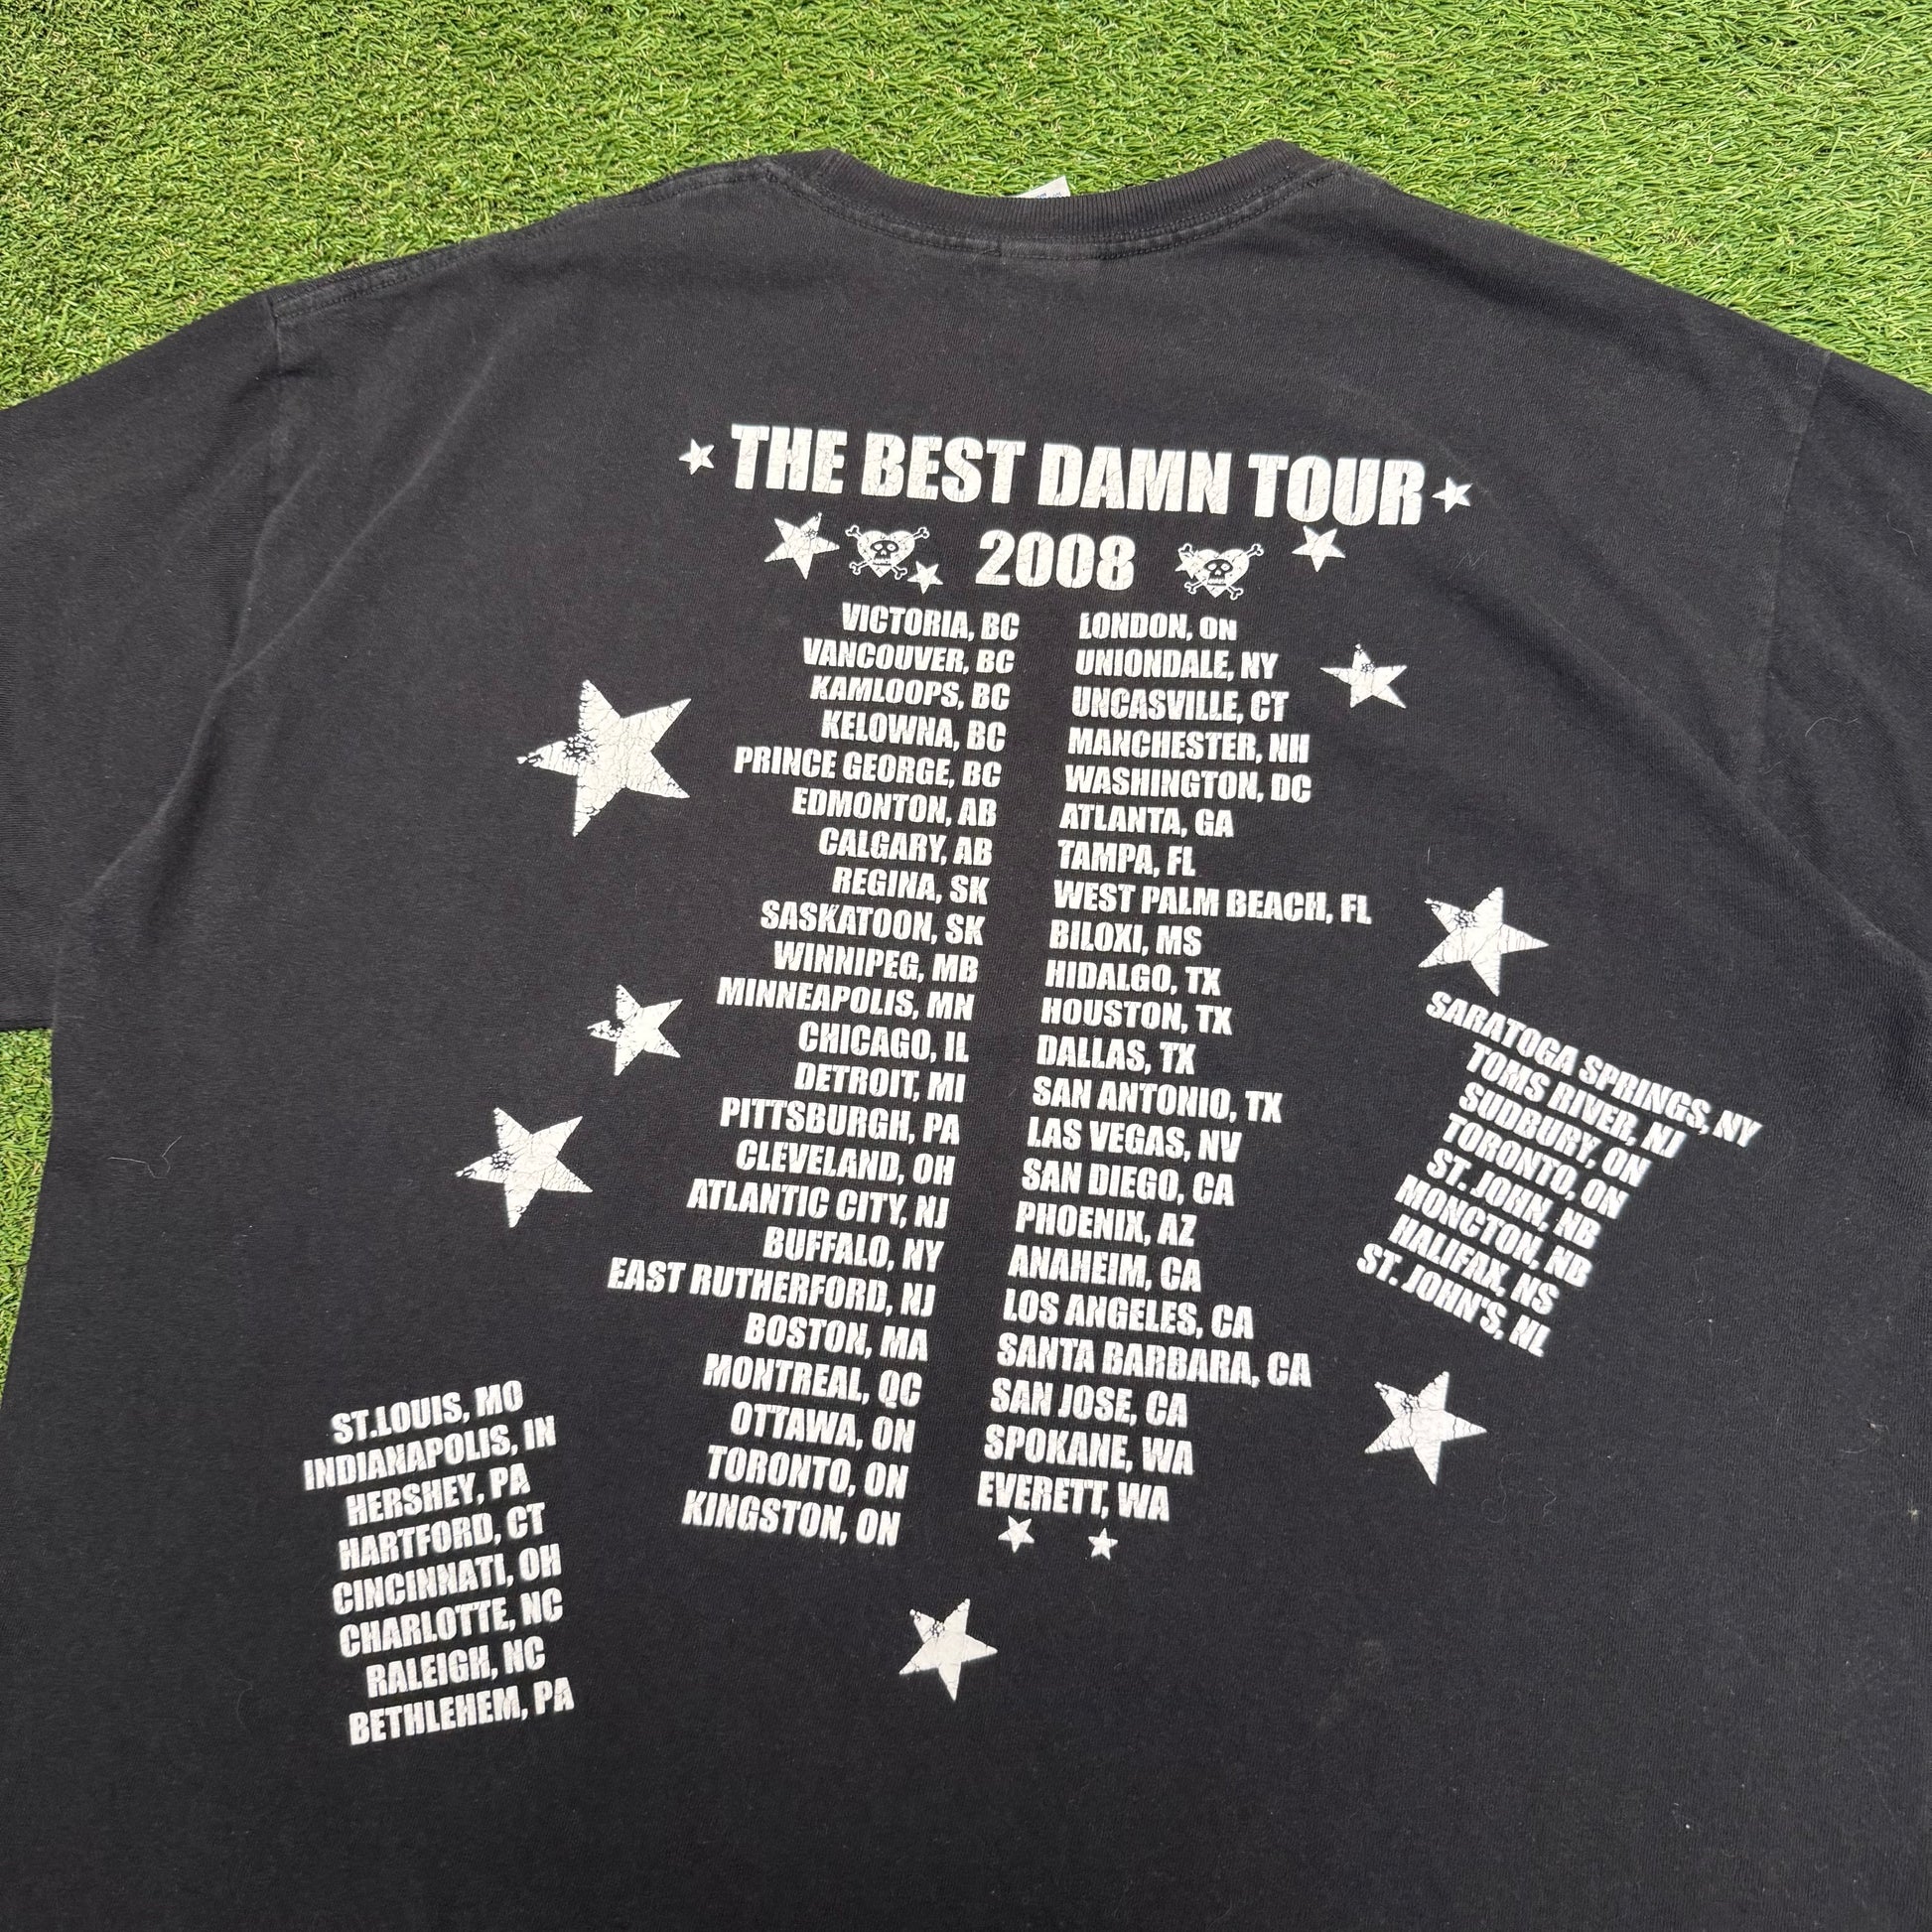 THE BEST DAMN TOUR
2008
VICTORIA, BC
VANCOUVER, BC
KAMLOOPS, BC
KELOWNA, BC
PRINCE GEORGE, BC
EDMONTON, AB
CALGARY, AB
REGINA, SK
SASKATOON, SK
WINNIPEG, MB
MINNEAPOLIS, MN
CHICAGO, IL
DETROIT, MI
PITTSBURGH, PA
CLEVELAND, OH
ATLANTIC CITY, NJ
BUFFALO, NY
EAST RUTHERFORD, NJ
BOSTON, MA
MONTREAL, QC
OTTAWA, ON
TORONTO, ON
KINGSTON, ON
LONDON, ON
UNIONDALE, NY
UNCASVILLE, CT
MANCHESTER, NH
WASHINGTON, DC
ATLANTA, GA
TAMPA, FL
WEST PALM BEACH, FL
BILOXI, MS
HIDALGO, TX
HOUSTON, TX
DALLAS, TX
SAN ANTONIO, TX
LAS VEGAS, NV
SAN DIEGO, CA
PHOENIX, AZ
ANAHEIM, CA
LOS ANGELES, CA
SANTA BARBARA, CA
SAN JOSE, CA
SPOKANE, WA
EVERETT, WA
SARATOGA SPRINGS, NY
TOMS RIVER, NJ
SUDBURY, ON
TORONTO, ON
ST. JOHN, NB
MONCTON, NB
HALIFAX, NS
ST. JOHN'S, NL
ST.LOUIS, MO
INDIANAPOLIS, IN
HERSHEY, PA
HARTFORD, CT
CINCINNATI, OH
CHARLOTTE, NC
RALEIGH, NC
BETHLEHEM, PA